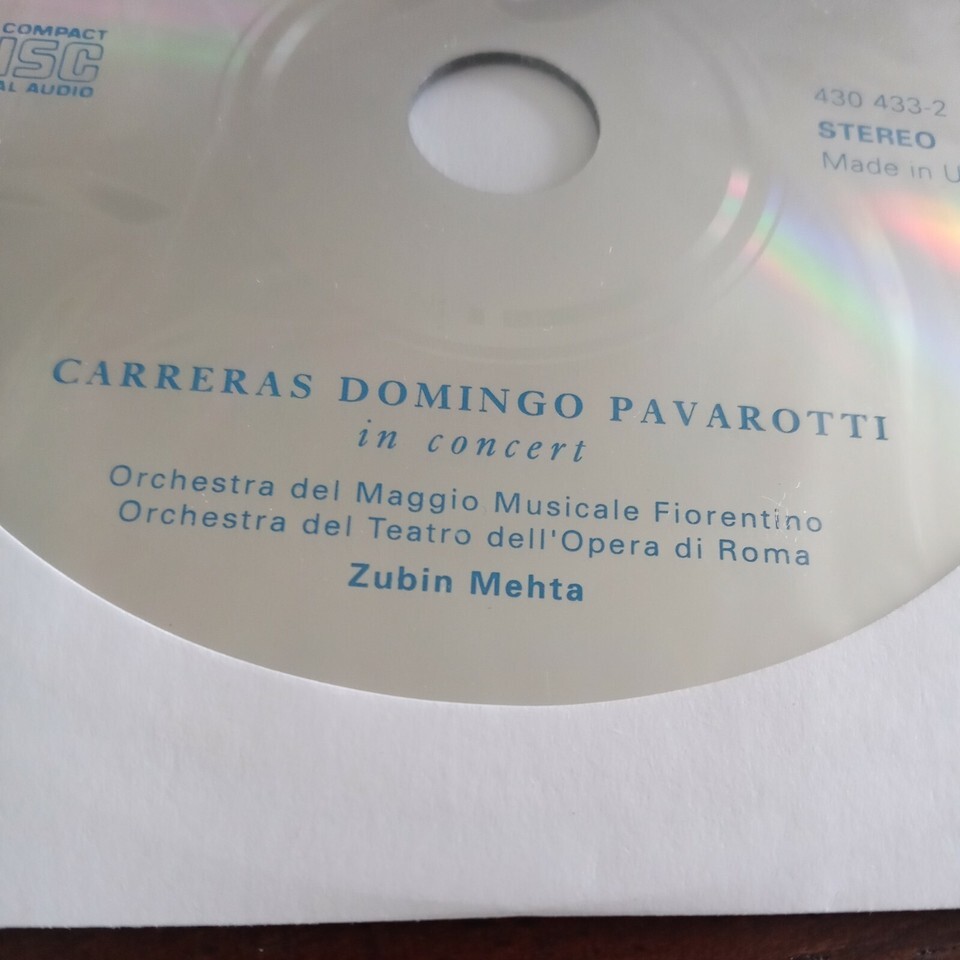 COMPACT
DISC
AL AUDIO
430 433-2
STEREO
Made in U
CARRERAS DOMINGO PAVAROTTI
in concert
Orchestra del Maggio Musicale Fiorentino
Orchestra del Teatro dell'Opera di Roma
Zubin Mehta